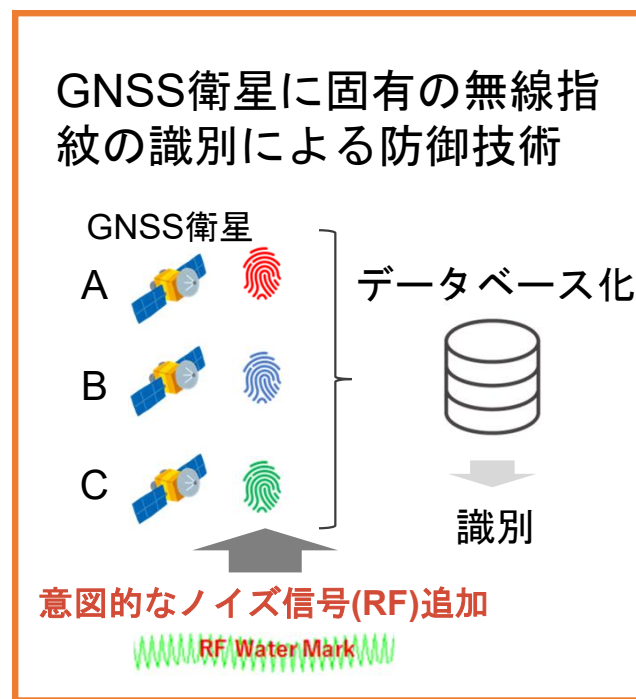 GNSS衛星に固有の無線指
紋の識別による防御技術
GNSS衛星
A
データベース化
B
C
識別
意図的なノイズ信号(RF)追加
RF Water Mark